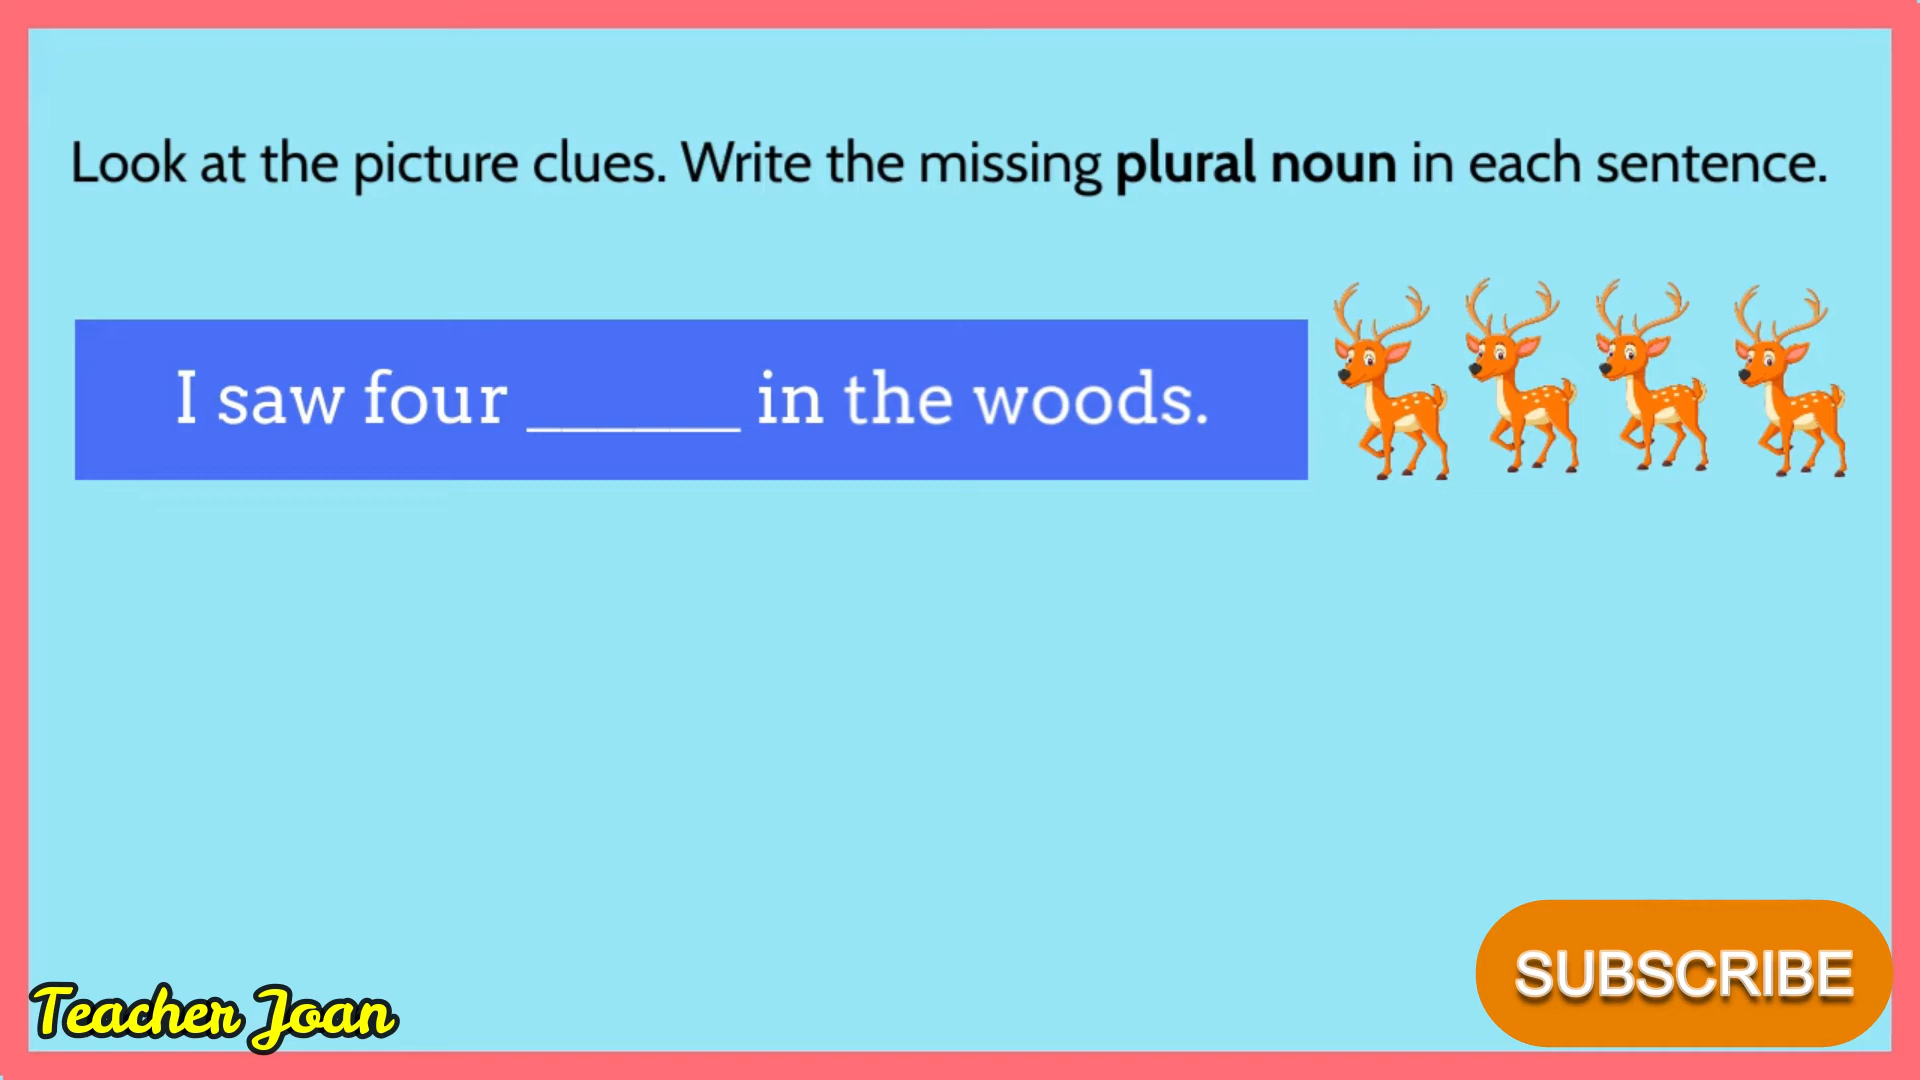 Look at the picture clues. Write the missing plural noun in each sentence.
I saw four ______ in the woods.
Teacher Joan
SUBSCRIBE